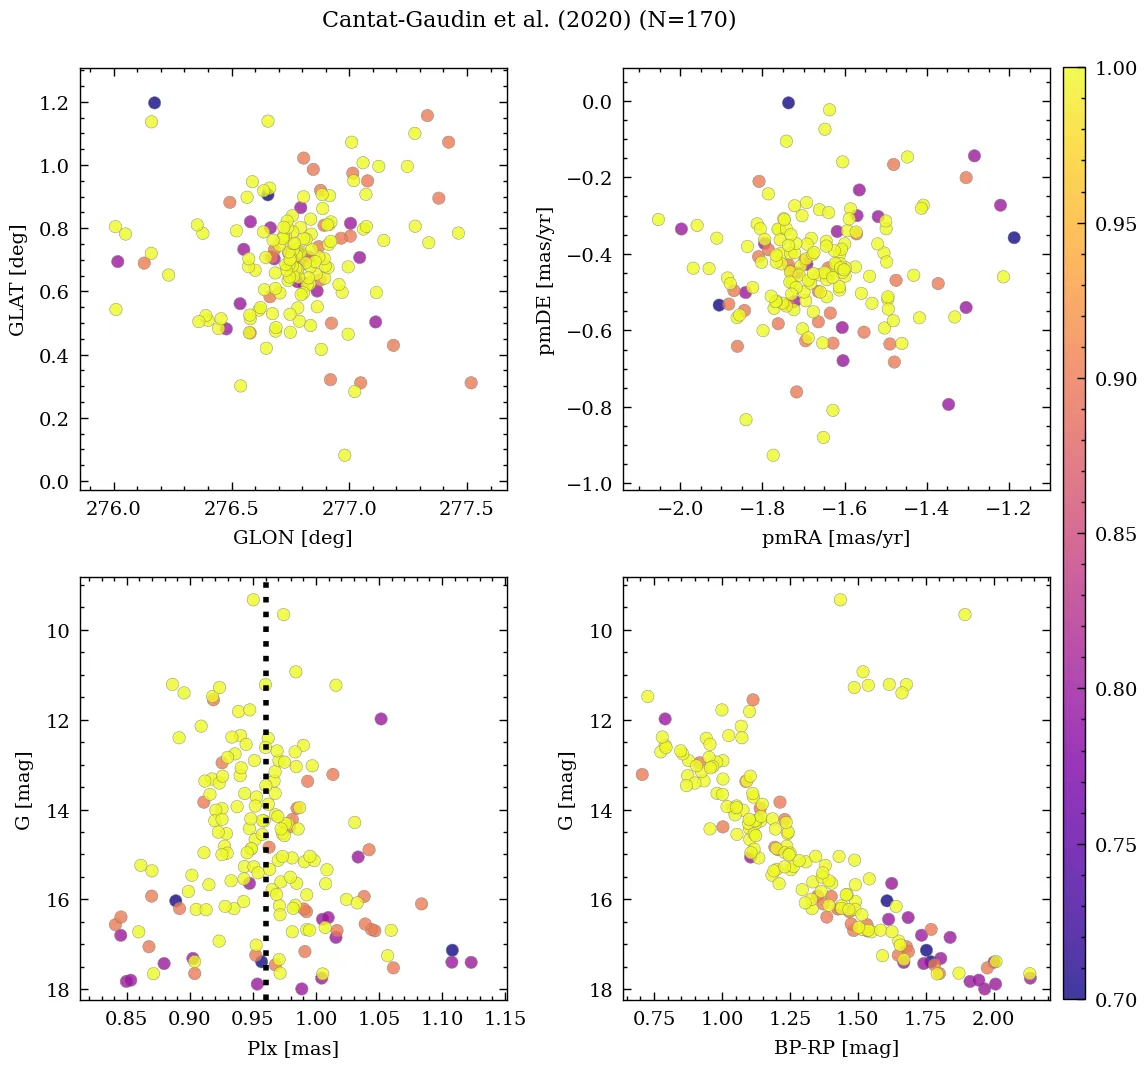 Cantat-Gaudin et al. (2020) (N=170)
1.2
1.0
0.8
0.6
0.4
0.2
0.0
GLAT [deg]
276.0 276.5 277.0 277.5
GLON [deg]
0.0
−0.2
−0.4
−0.6
−0.8
−1.0
pmDE [mas/yr]
−2.0 −1.8 −1.6 −1.4 −1.2
pmRA [mas/yr]
10
12
14
16
18
G [mag]
0.85 0.90 0.95 1.00 1.05 1.10 1.15
Plx [mas]
10
12
14
16
18
G [mag]
0.75 1.00 1.25 1.50 1.75 2.00
BP-RP [mag]
1.00
0.95
0.90
0.85
0.80
0.75
0.70